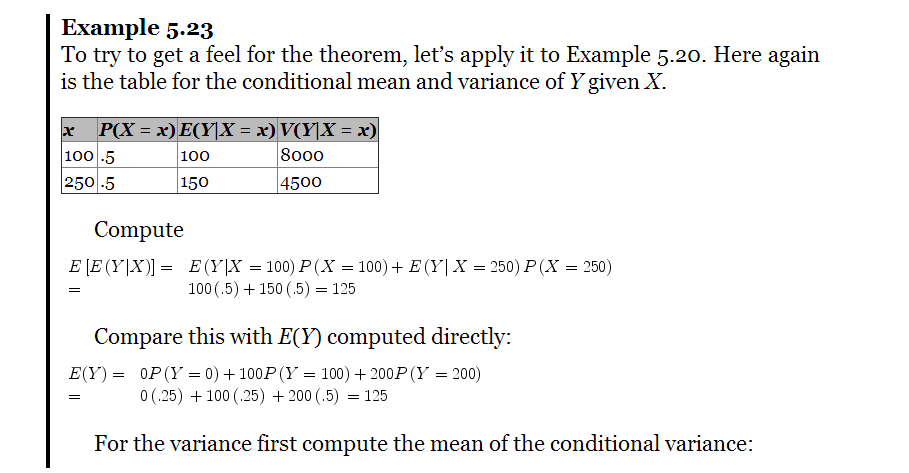 Example 5.23
To try to get a feel for the theorem, let’s apply it to Example 5.20. Here again
is the table for the conditional mean and variance of Y given X.
x P(X = x) E(Y|X = x) V(Y|X = x)
100 .5 100 8000
250 .5 150 4500
Compute
E [E (Y|X)] = E (Y|X = 100) P (X = 100) + E (Y| X = 250) P (X = 250)
= 100 (.5) + 150 (.5) = 125
Compare this with E(Y) computed directly:
E(Y) = 0P (Y = 0) + 100P (Y = 100) + 200P (Y = 200)
= 0 (.25) + 100 (.25) + 200 (.5) = 125
For the variance first compute the mean of the conditional variance: